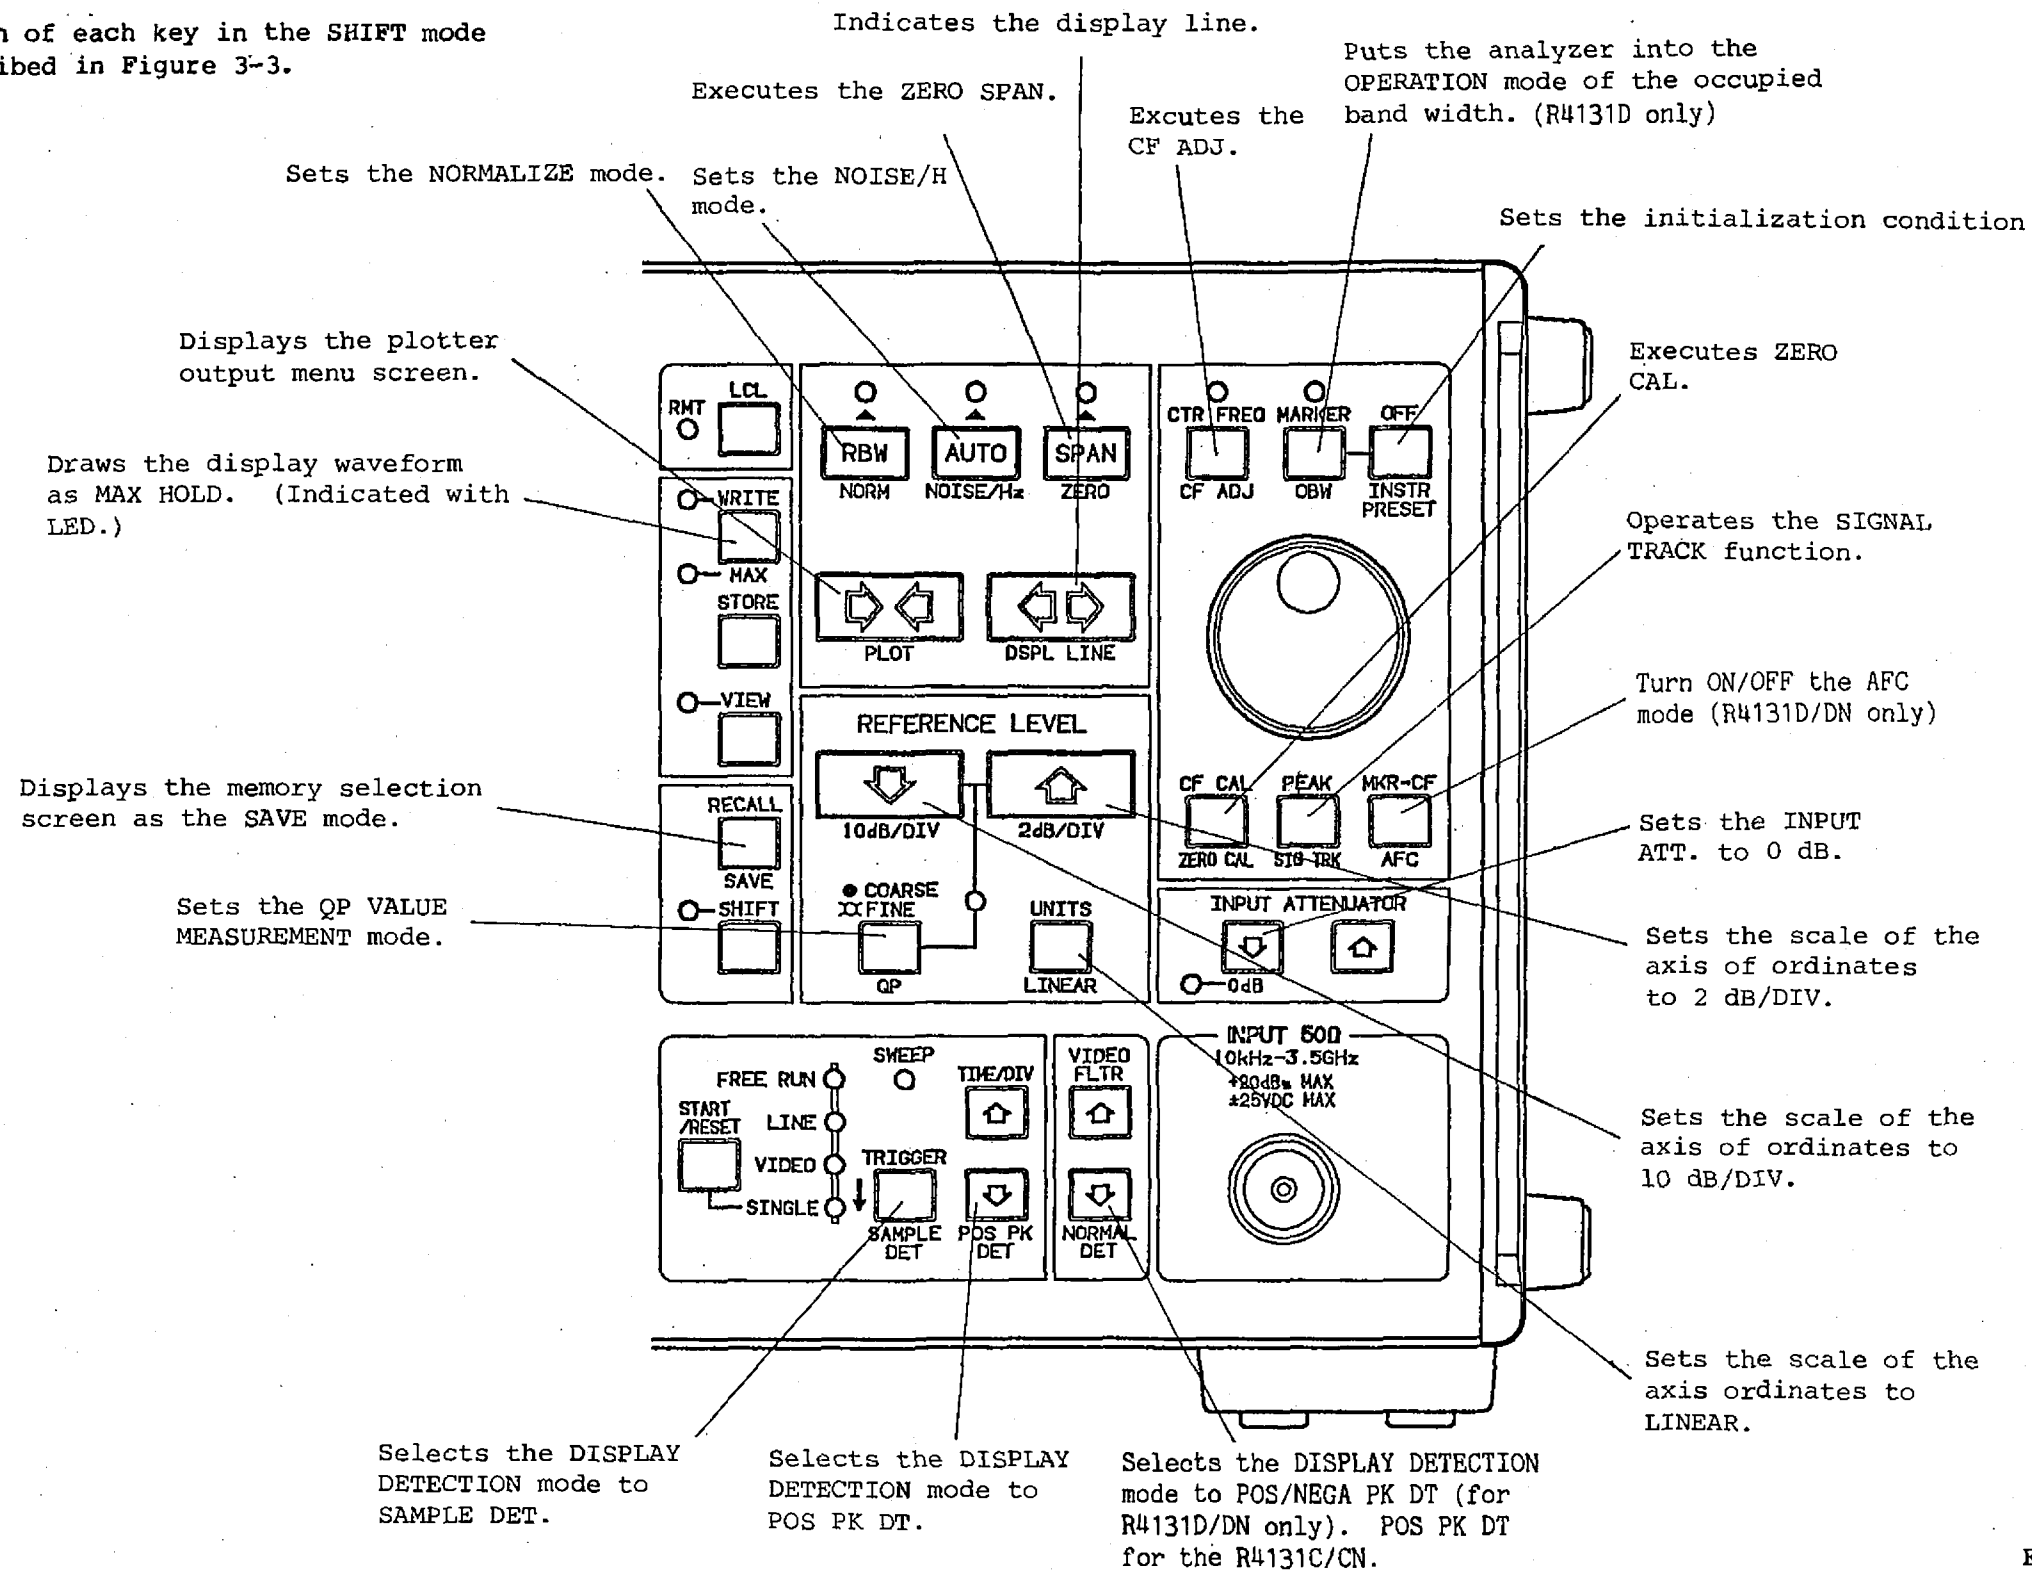 n of each key in the SHIFT mode
ibed in Figure 3-3.
Indicates the display line.
Puts the analyzer into the
OPERATION mode of the occupied
band width. (R4131D only)
Executes the ZERO SPAN.
Excutes the
CF ADJ.
Sets the NORMALIZE mode.
Sets the NOISE/H
mode.
Sets the initialization condition
Displays the plotter
output menu screen.
Executes ZERO
CAL.
Draws the display waveform
as MAX HOLD. (Indicated with
LED.)
Operates the SIGNAL
TRACK function.
Turn ON/OFF the AFC
mode (R4131D/DN only)
Displays the memory selection
screen as the SAVE mode.
Sets the INPUT
ATT. to 0 dB.
Sets the QP VALUE
MEASUREMENT mode.
Sets the scale of the
axis of ordinates
to 2 dB/DIV.
Sets the scale of the
axis of ordinates to
10 dB/DIV.
Sets the scale of the
axis ordinates to
LINEAR.
Selects the DISPLAY
DETECTION mode to
SAMPLE DET.
Selects the DISPLAY
DETECTION mode to
POS PK DT.
Selects the DISPLAY DETECTION
mode to POS/NEGA PK DT (for
R4131D/DN only). POS PK DT
for the R4131C/CN.
RMT
LCL
WRITE
MAX
STORE
VIEW
RECALL
SAVE
SHIFT
RBW
AUTO
SPAN
NORM
NOISE/Hz
ZERO
PLOT
DSPL LINE
CTR FREQ
MARKER
OFF
CF ADJ
OBW
INSTR
PRESET
REFERENCE LEVEL
10dB/DIV
2dB/DIV
COARSE
FINE
QP
UNITS
LINEAR
CF CAL
PEAK
MKR→CF
ZERO CAL
SIG TRK
AFC
INPUT ATTENUATOR
0dB
SWEEP
FREE RUN
START
/RESET
LINE
VIDEO
SINGLE
TRIGGER
SAMPLE
DET
TIME/DIV
POS PK
DET
VIDEO
FLTR
NORMAL
DET
INPUT 50Ω
10kHz-3.5GHz
+20dBm MAX
±25VDC MAX
E